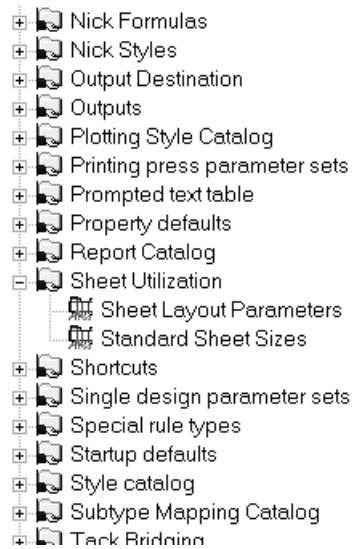 Nick Formulas
Nick Styles
Output Destination
Outputs
Plotting Style Catalog
Printing press parameter sets
Prompted text table
Property defaults
Report Catalog
Sheet Utilization
Sheet Layout Parameters
Standard Sheet Sizes
Shortcuts
Single design parameter sets
Special rule types
Startup defaults
Style catalog
Subtype Mapping Catalog
Tack Bridging